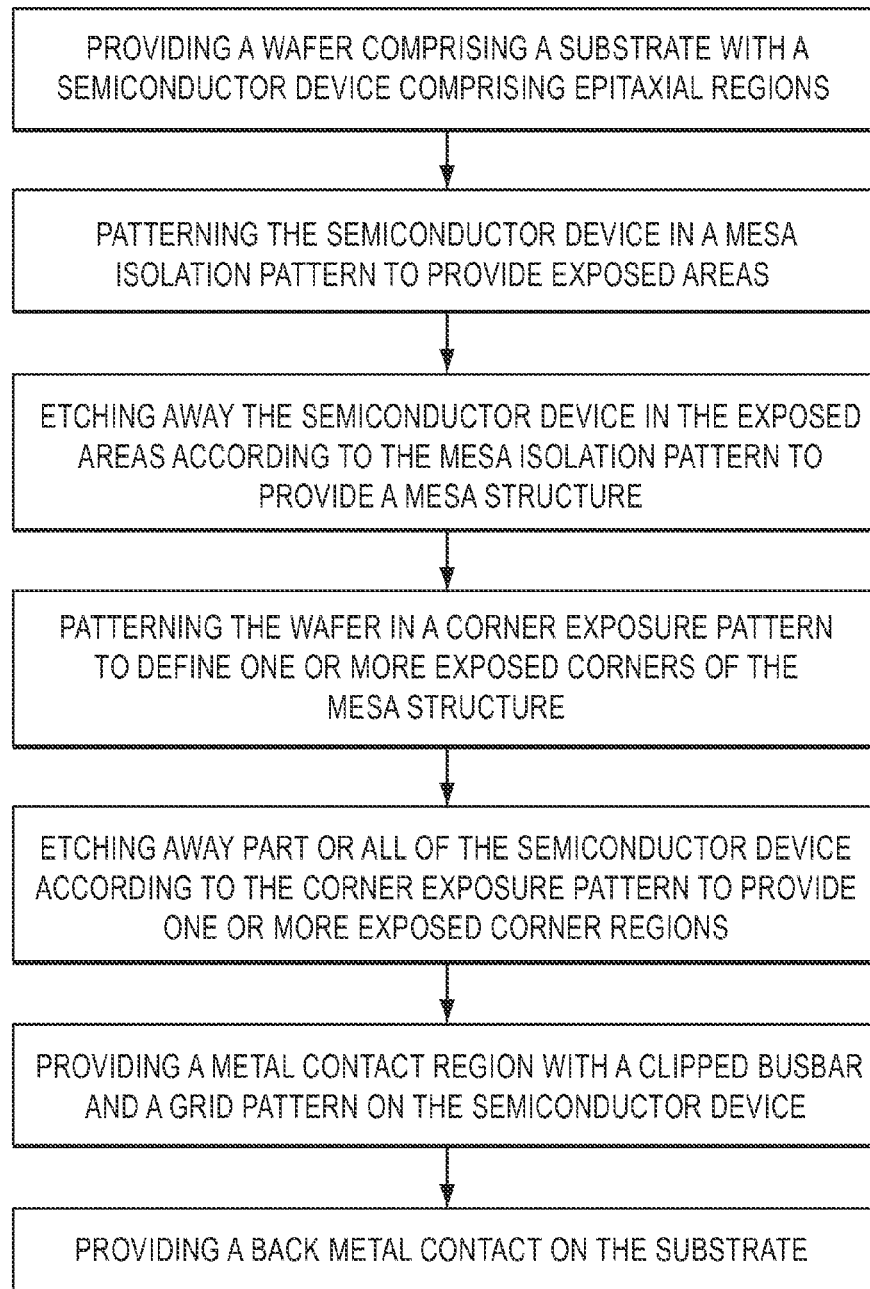 PROVIDING A WAFER COMPRISING A SUBSTRATE WITH A
SEMICONDUCTOR DEVICE COMPRISING EPITAXIAL REGIONS
PATTERNING THE SEMICONDUCTOR DEVICE IN A MESA
ISOLATION PATTERN TO PROVIDE EXPOSED AREAS
ETCHING AWAY THE SEMICONDUCTOR DEVICE IN THE EXPOSED
AREAS ACCORDING TO THE MESA ISOLATION PATTERN TO
PROVIDE A MESA STRUCTURE
PATTERNING THE WAFER IN A CORNER EXPOSURE PATTERN
TO DEFINE ONE OR MORE EXPOSED CORNERS OF THE
MESA STRUCTURE
ETCHING AWAY PART OR ALL OF THE SEMICONDUCTOR DEVICE
ACCORDING TO THE CORNER EXPOSURE PATTERN TO PROVIDE
ONE OR MORE EXPOSED CORNER REGIONS
PROVIDING A METAL CONTACT REGION WITH A CLIPPED BUSBAR
AND A GRID PATTERN ON THE SEMICONDUCTOR DEVICE
PROVIDING A BACK METAL CONTACT ON THE SUBSTRATE